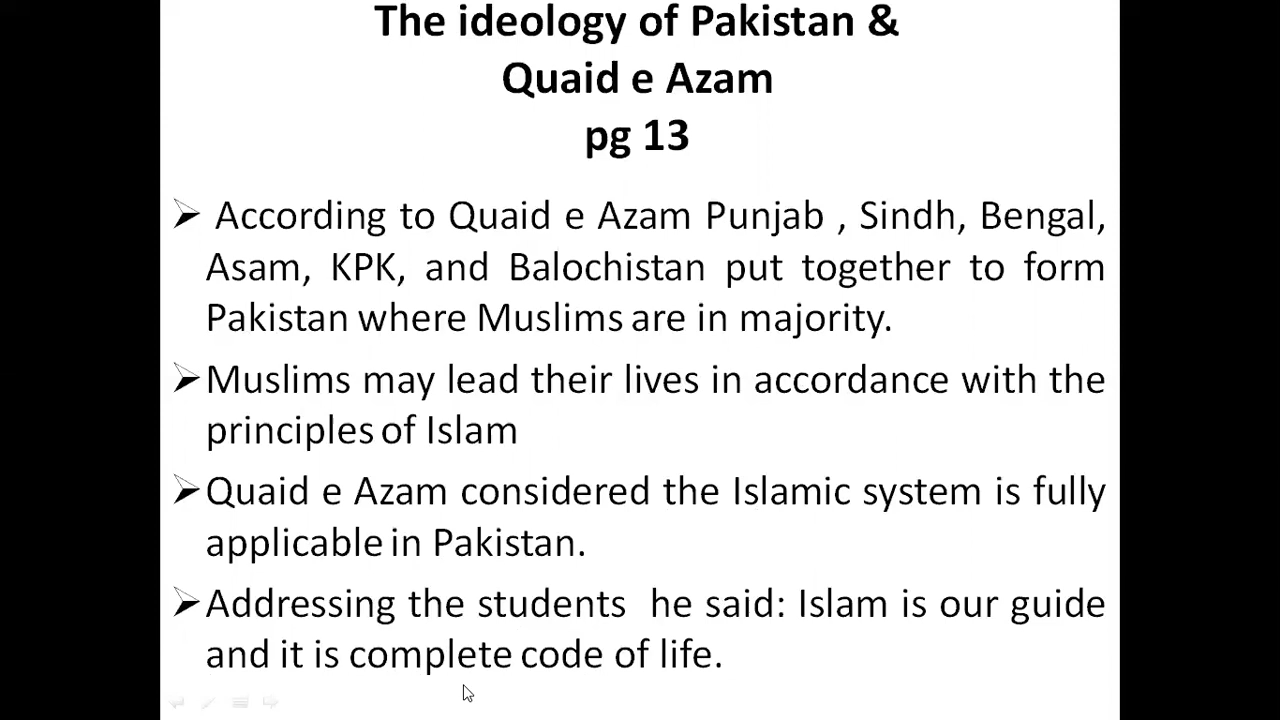 The ideology of Pakistan &
Quaid e Azam
pg 13
➢ According to Quaid e Azam Punjab , Sindh, Bengal,
Asam, KPK, and Balochistan put together to form
Pakistan where Muslims are in majority.
➢Muslims may lead their lives in accordance with the
principles of Islam
➢Quaid e Azam considered the Islamic system is fully
applicable in Pakistan.
➢Addressing the students  he said: Islam is our guide
and it is complete code of life.